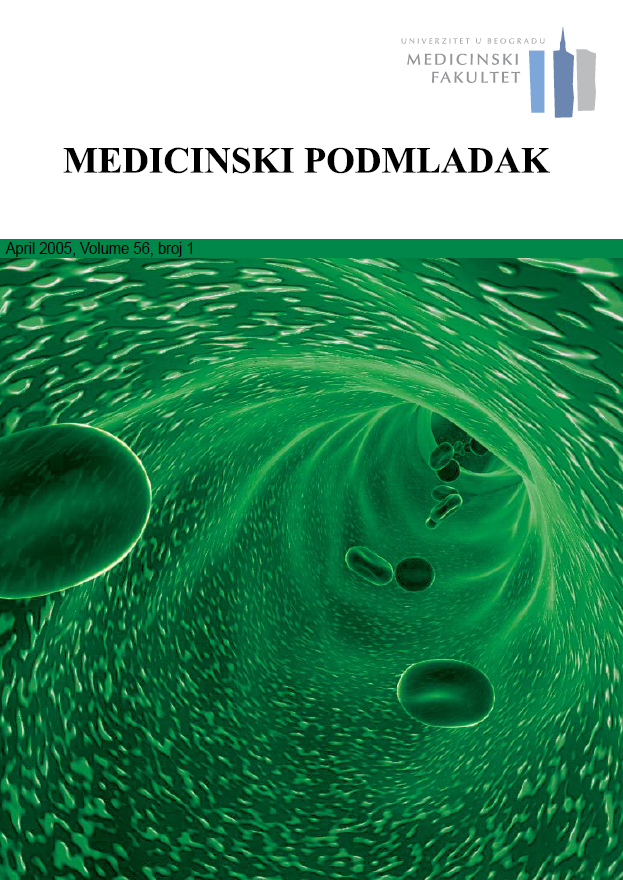 UNIVERZITET U BEOGRADU
MEDICINSKI
FAKULTET
MEDICINSKI PODMLADAK
April 2005, Volume 56, broj 1